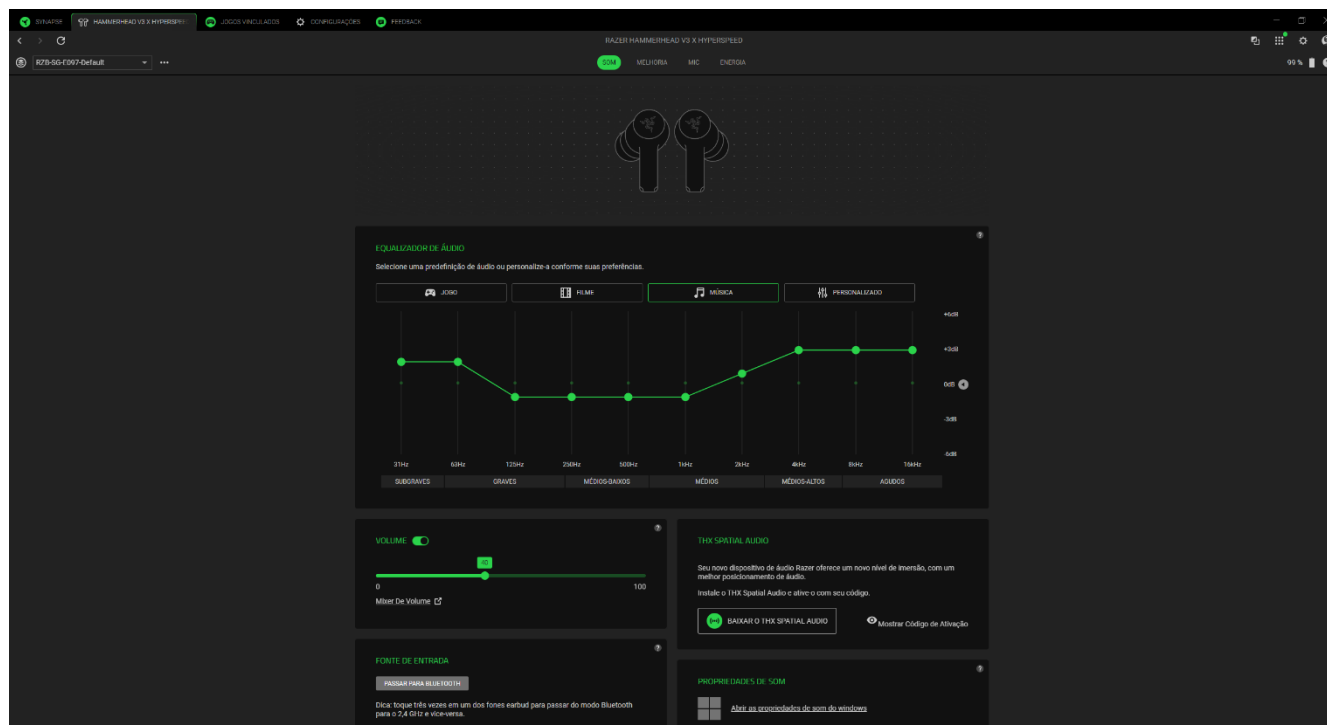 SYNAPSE
HAMMERHEAD V3 X HYPERSPEE
JOGOS VINCULADOS
CONFIGURAÇÕES
FEEDBACK
RAZER HAMMERHEAD V3 X HYPERSPEED
RZB-SG-E097-Default
SOM MELHORIA MIC ENERGIA
99 %
EQUALIZADOR DE ÁUDIO
Selecione uma predefinição de áudio ou personalize-a conforme suas preferências.
JOGO FILME MÚSICA PERSONALIZADO
+6dB
+3dB
0dB
-3dB
-6dB
31Hz 63Hz 125Hz 250Hz 500Hz 1kHz 2kHz 4kHz 8kHz 16kHz
SUBGRAVES GRAVES MÉDIOS-BAIXOS MÉDIOS MÉDIOS-ALTOS AGUDOS
VOLUME
40
0 100
Mixer De Volume
THX SPATIAL AUDIO
Seu novo dispositivo de áudio Razer oferece um novo nível de imersão, com um
melhor posicionamento de áudio.
Instale o THX Spatial Audio e ative-o com seu código.
BAIXAR O THX SPATIAL AUDIO
Mostrar Código de Ativação
FONTE DE ENTRADA
PASSAR PARA BLUETOOTH
Dica: toque três vezes em um dos fones earbud para passar do modo Bluetooth
para o 2,4 GHz e vice-versa.
PROPRIEDADES DE SOM
Abrir as propriedades de som do windows